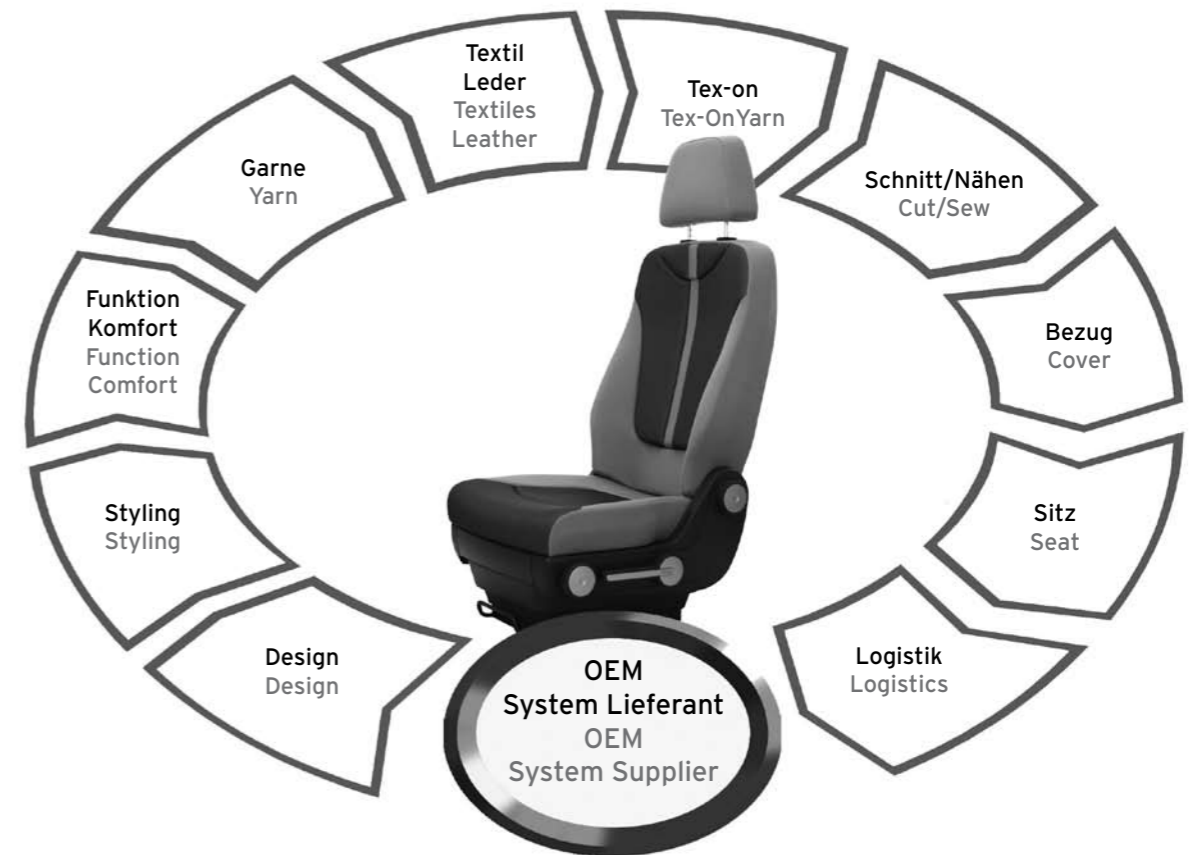 Textil
Leder
Textiles
Leather
Tex-on
Tex-OnYarn
Garne
Yarn
Schnitt/Nähen
Cut/Sew
Funktion
Komfort
Function
Comfort
Bezug
Cover
Styling
Styling
Sitz
Seat
Design
Design
Logistik
Logistics
OEM
System Lieferant
OEM
System Supplier